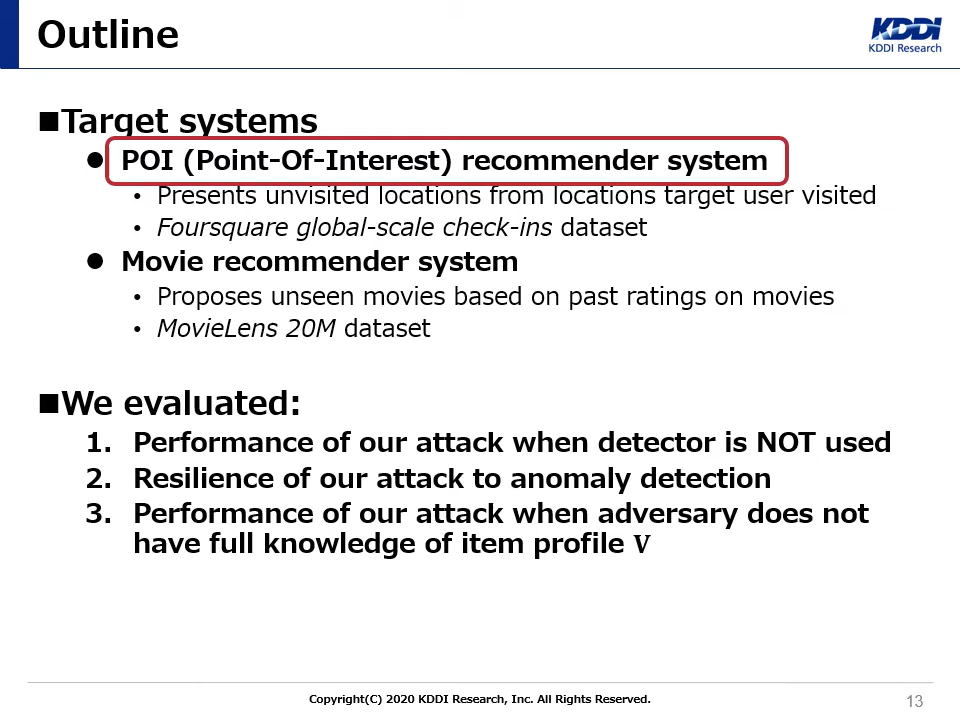 Outline
KDDI
KDDI Research
■Target systems
● POI (Point-Of-Interest) recommender system
• Presents unvisited locations from locations target user visited
• Foursquare global-scale check-ins dataset
● Movie recommender system
• Proposes unseen movies based on past ratings on movies
• MovieLens 20M dataset
■We evaluated:
1. Performance of our attack when detector is NOT used
2. Resilience of our attack to anomaly detection
3. Performance of our attack when adversary does not
have full knowledge of item profile V
Copyright(C) 2020 KDDI Research, Inc. All Rights Reserved.
13